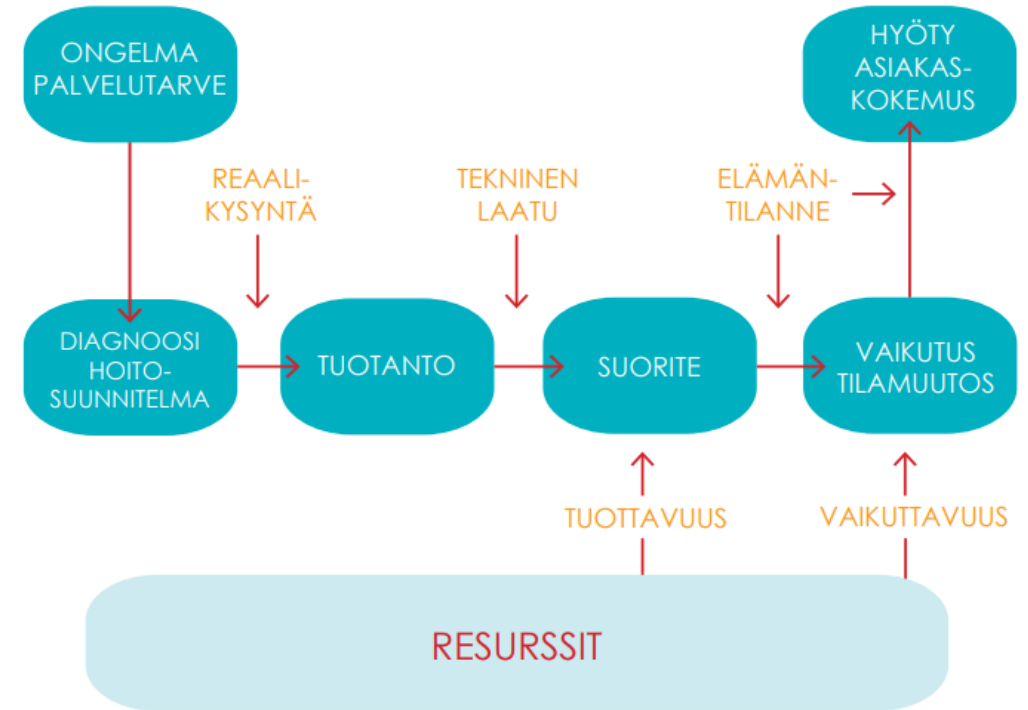 ONGELMA
PALVELUTARVE
HYÖTY
ASIAKAS-
KOKEMUS
REAALI-
KYSYNTÄ
TEKNINEN
LAATU
ELÄMÄN-
TILANNE
DIAGNOOSI
HOITO-
SUUNNITELMA
TUOTANTO
SUORITE
VAIKUTUS
TILAMUUTOS
TUOTTAVUUS
VAIKUTTAVUUS
RESURSSIT